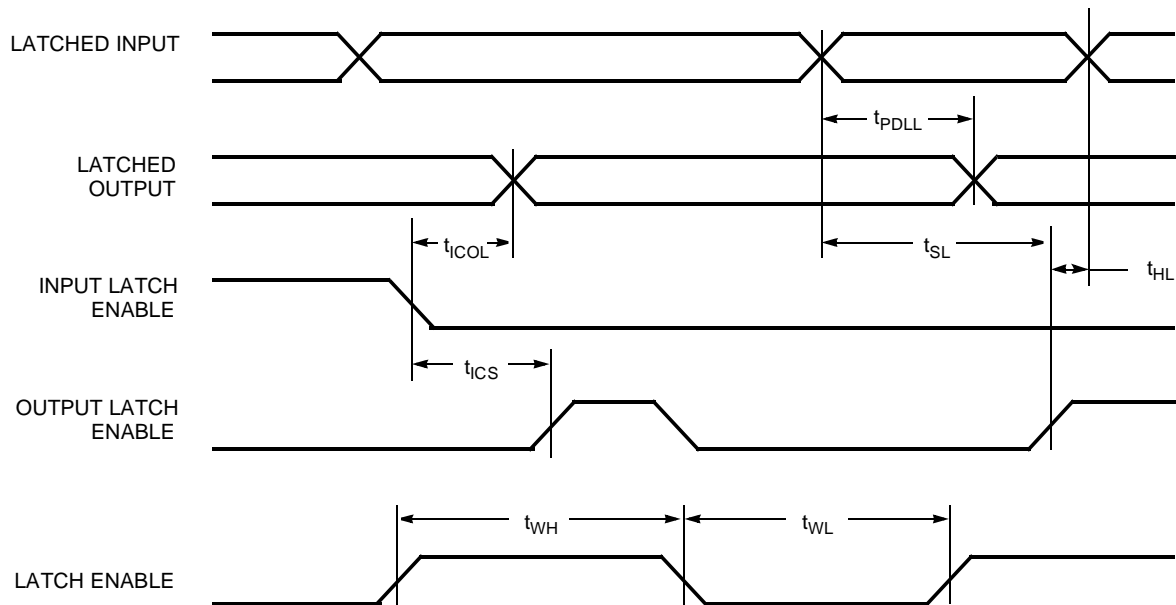 LATCHED INPUT
t_PDLL
LATCHED
OUTPUT
t_ICOL
t_SL
t_HL
INPUT LATCH
ENABLE
t_ICS
OUTPUT LATCH
ENABLE
t_WH
t_WL
LATCH ENABLE